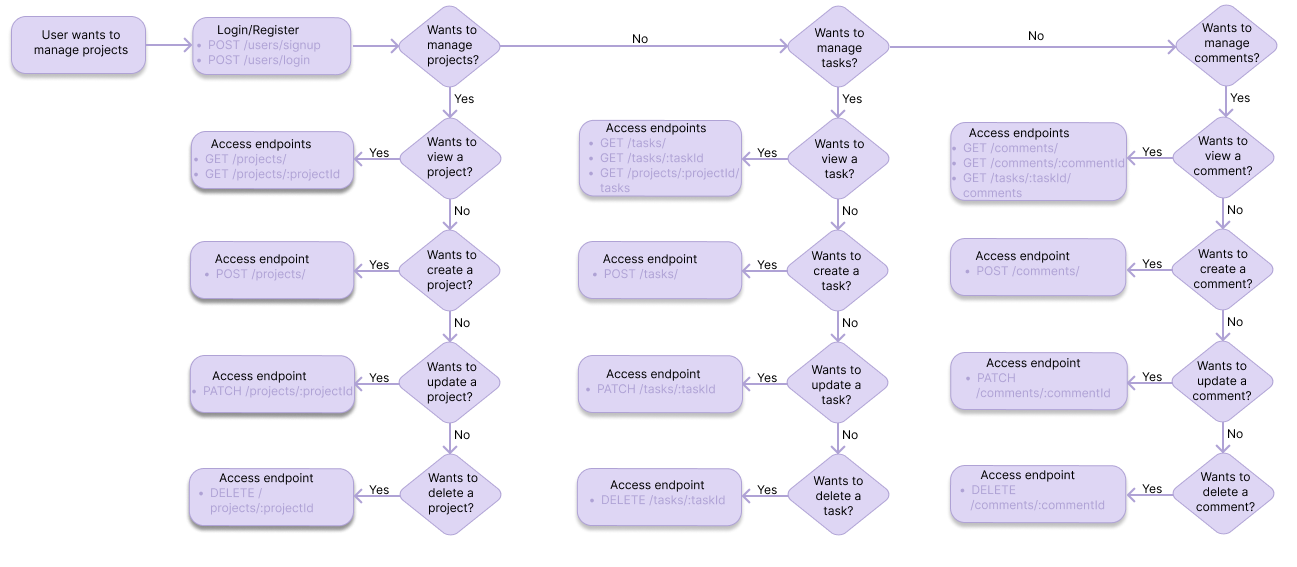 User wants to
manage projects
Login/Register
• POST /users/signup
• POST /users/login
Wants to
manage
projects?
No
Wants to
manage
tasks?
No
Wants to
manage
comments?
Yes
Yes
Yes
Access endpoints
• GET /projects/
• GET /projects/:projectId
Yes
Wants to
view a
project?
Access endpoints
• GET /tasks/
• GET /tasks/:taskId
• GET /projects/:projectId/
tasks
Yes
Wants to
view a
task?
Access endpoints
• GET /comments/
• GET /comments/:commentId
• GET /tasks/:taskId/
comments
Yes
Wants to
view a
comment?
No
No
No
Access endpoint
• POST /projects/
Yes
Wants to
create a
project?
Access endpoint
• POST /tasks/
Yes
Wants to
create a
task?
Access endpoint
• POST /comments/
Yes
Wants to
create a
comment?
No
No
No
Access endpoint
• PATCH /projects/:projectId
Yes
Wants to
update a
project?
Access endpoint
• PATCH /tasks/:taskId
Yes
Wants to
update a
task?
Access endpoint
• PATCH
/comments/:commentId
Yes
Wants to
update a
comment?
No
No
No
Access endpoint
• DELETE /
projects/:projectId
Yes
Wants to
delete a
project?
Access endpoint
• DELETE /tasks/:taskId
Yes
Wants to
delete a
task?
Access endpoint
• DELETE
/comments/:commentId
Yes
Wants to
delete a
comment?